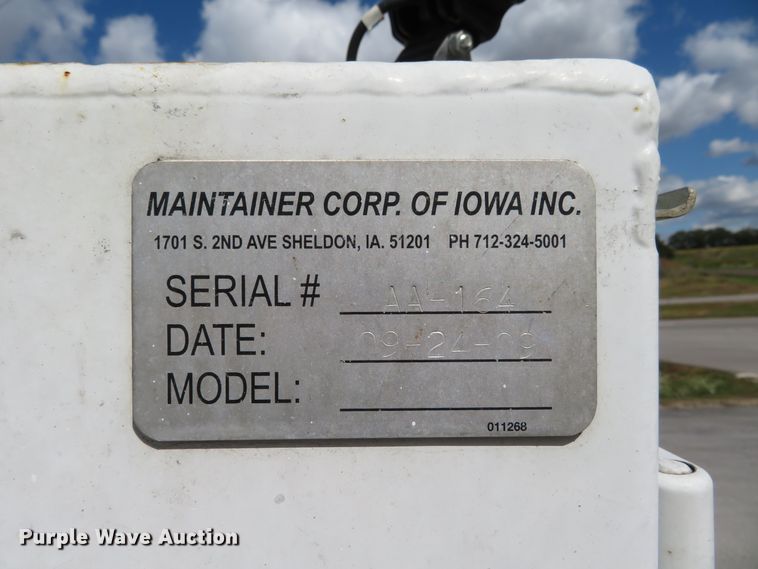 MAINTAINER CORP. OF IOWA INC.
1701 S. 2ND AVE SHELDON, IA. 51201 PH 712-324-5001
SERIAL # AA-164
DATE: 09-24-09
MODEL:
011268
Purple Wave Auction